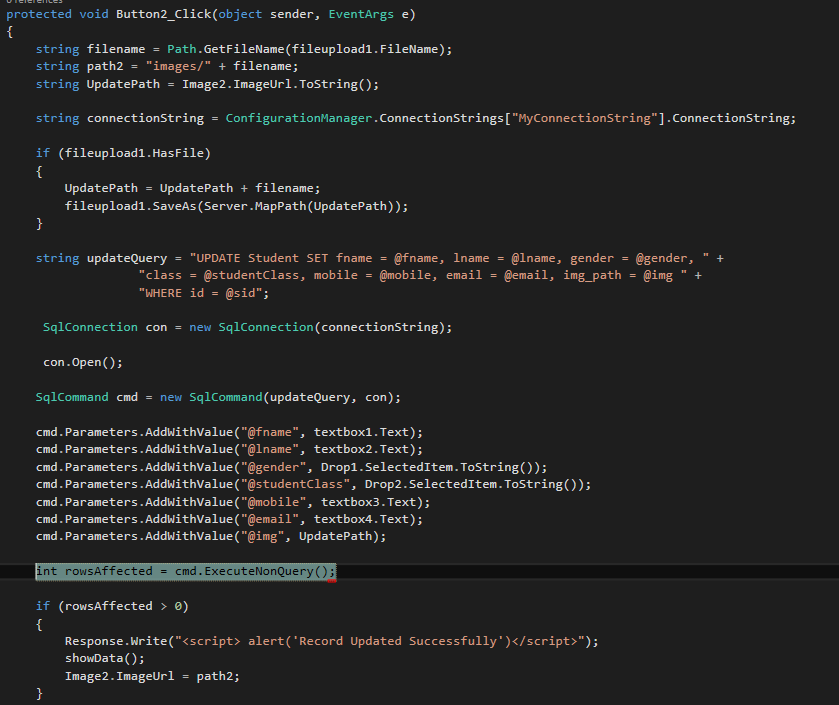 0 references
protected void Button2_Click(object sender, EventArgs e)
{
string filename = Path.GetFileName(fileupload1.FileName);
string path2 = "images/" + filename;
string UpdatePath = Image2.ImageUrl.ToString();
string connectionString = ConfigurationManager.ConnectionStrings["MyConnectionString"].ConnectionString;
if (fileupload1.HasFile)
{
UpdatePath = UpdatePath + filename;
fileupload1.SaveAs(Server.MapPath(UpdatePath));
}
string updateQuery = "UPDATE Student SET fname = @fname, lname = @lname, gender = @gender, " +
"class = @studentClass, mobile = @mobile, email = @email, img_path = @img " +
"WHERE id = @sid";
SqlConnection con = new SqlConnection(connectionString);
con.Open();
SqlCommand cmd = new SqlCommand(updateQuery, con);
cmd.Parameters.AddWithValue("@fname", textbox1.Text);
cmd.Parameters.AddWithValue("@lname", textbox2.Text);
cmd.Parameters.AddWithValue("@gender", Drop1.SelectedItem.ToString());
cmd.Parameters.AddWithValue("@studentClass", Drop2.SelectedItem.ToString());
cmd.Parameters.AddWithValue("@mobile", textbox3.Text);
cmd.Parameters.AddWithValue("@email", textbox4.Text);
cmd.Parameters.AddWithValue("@img", UpdatePath);
int rowsAffected = cmd.ExecuteNonQuery();
if (rowsAffected > 0)
{
Response.Write("<script> alert('Record Updated Successfully')</script>");
showData();
Image2.ImageUrl = path2;
}